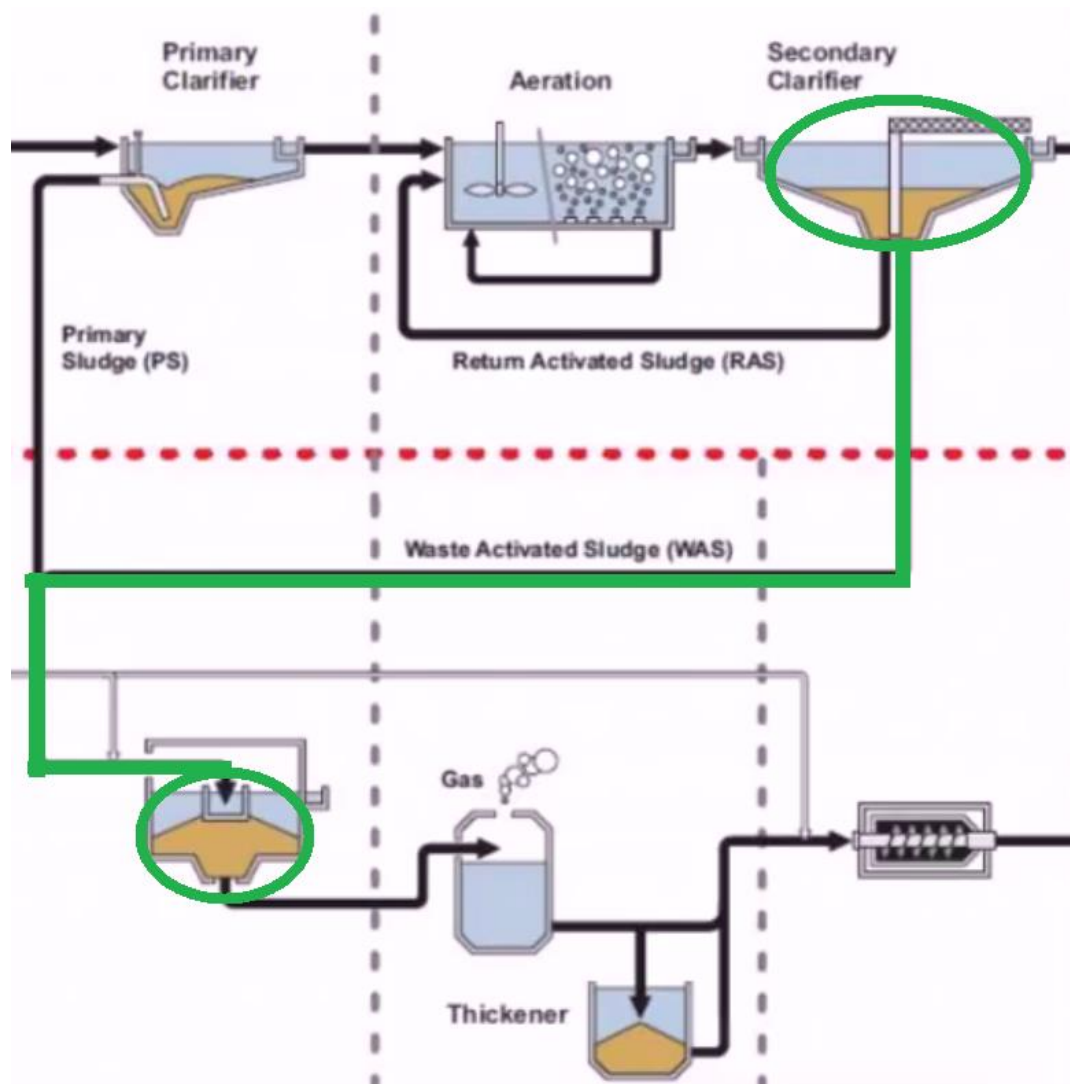 Primary
Clarifier
Aeration
Secondary
Clarifier
Primary
Sludge (PS)
Return Activated Sludge (RAS)
Waste Activated Sludge (WAS)
Gas
Thickener